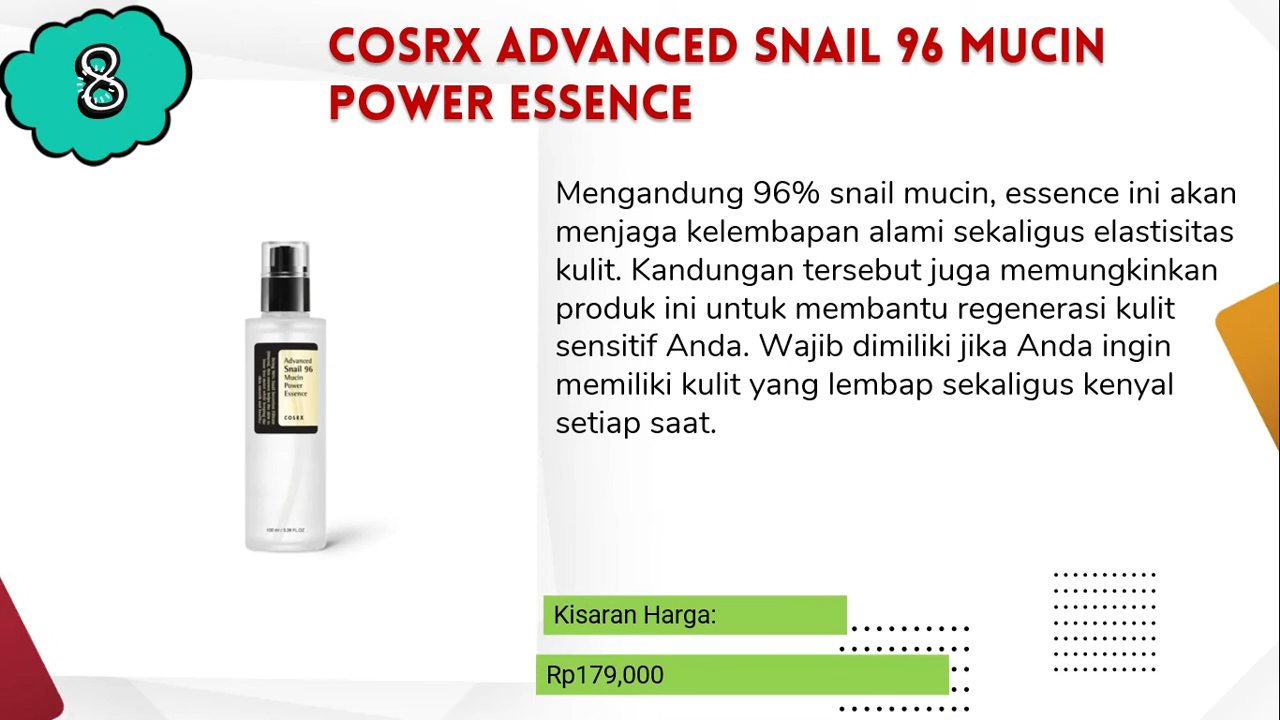 8
COSRX ADVANCED SNAIL 96 MUCIN
POWER ESSENCE
Mengandung 96% snail mucin, essence ini akan
menjaga kelembapan alami sekaligus elastisitas
kulit. Kandungan tersebut juga memungkinkan
produk ini untuk membantu regenerasi kulit
sensitif Anda. Wajib dimiliki jika Anda ingin
memiliki kulit yang lembap sekaligus kenyal
setiap saat.
Advanced
Snail 96
Mucin
Power
Essence
COSRX
Kisaran Harga:
Rp179,000